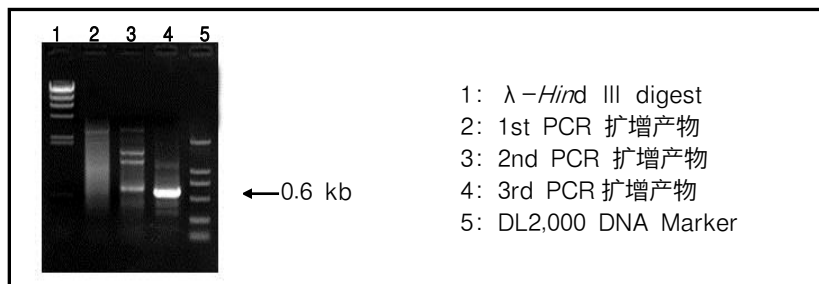 1 2 3 4 5
0.6 kb
1: λ-Hind III digest
2: 1st PCR 扩增产物
3: 2nd PCR 扩增产物
4: 3rd PCR 扩增产物
5: DL2,000 DNA Marker